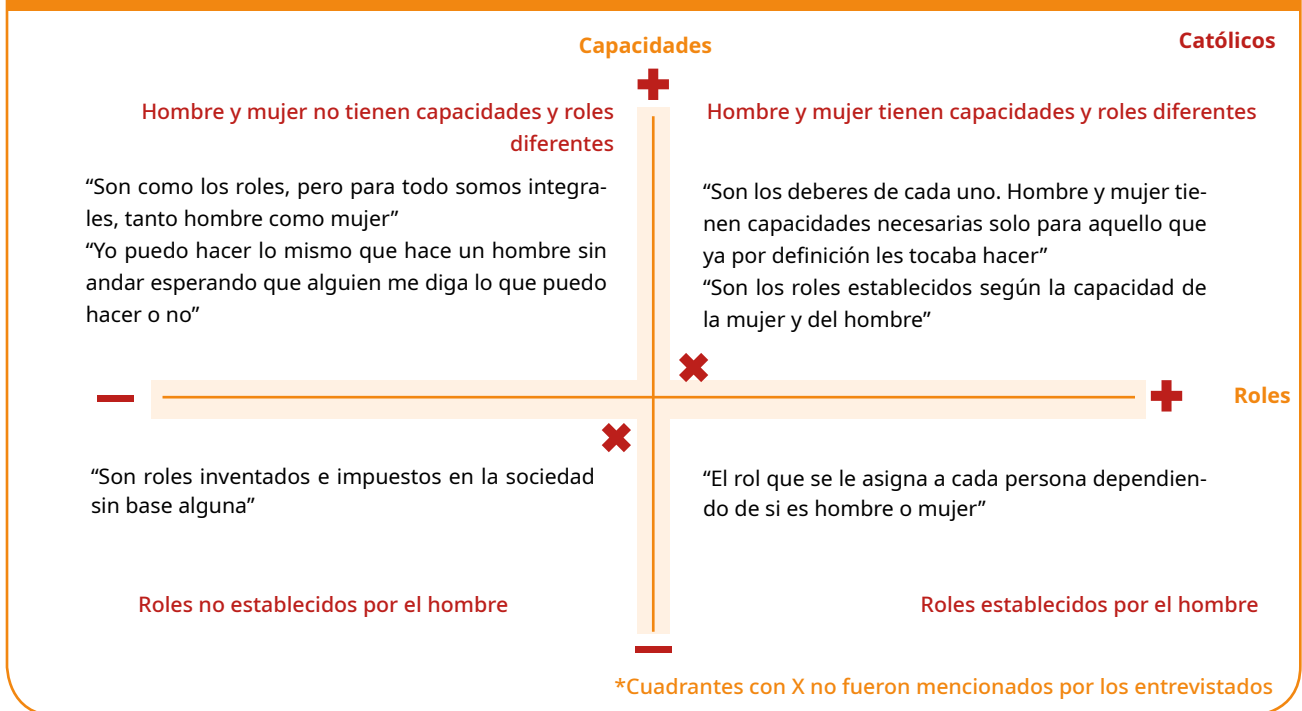 Capacidades
Católicos
Hombre y mujer no tienen capacidades y roles
diferentes
“Son como los roles, pero para todo somos integra-
les, tanto hombre como mujer”
“Yo puedo hacer lo mismo que hace un hombre sin
andar esperando que alguien me diga lo que puedo
hacer o no”
Hombre y mujer tienen capacidades y roles diferentes
“Son los deberes de cada uno. Hombre y mujer tie-
nen capacidades necesarias solo para aquello que
ya por definición les tocaba hacer”
“Son los roles establecidos según la capacidad de
la mujer y del hombre”
Roles
“Son roles inventados e impuestos en la sociedad
sin base alguna”
Roles no establecidos por el hombre
“El rol que se le asigna a cada persona dependien-
do de si es hombre o mujer”
Roles establecidos por el hombre
*Cuadrantes con X no fueron mencionados por los entrevistados